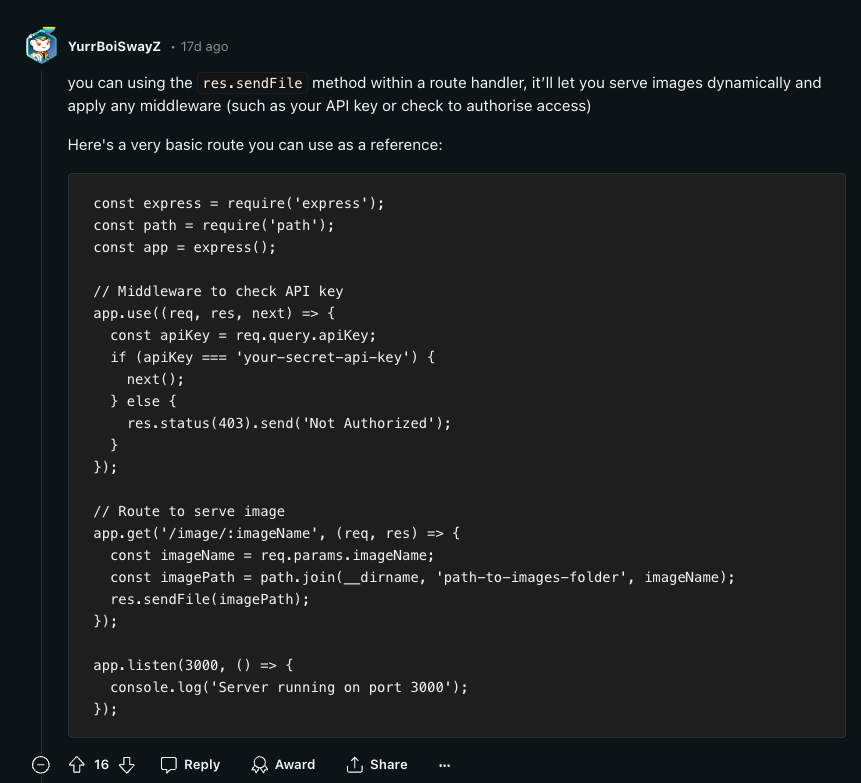 YurrBoiSwayZ • 17d ago
you can using the res.sendFile method within a route handler, it’ll let you serve images dynamically and
apply any middleware (such as your API key or check to authorise access)
Here's a very basic route you can use as a reference:
const express = require('express');
const path = require('path');
const app = express();
// Middleware to check API key
app.use((req, res, next) => {
  const apiKey = req.query.apiKey;
  if (apiKey === 'your-secret-api-key') {
    next();
  } else {
    res.status(403).send('Not Authorized');
  }
});
// Route to serve image
app.get('/image/:imageName', (req, res) => {
  const imageName = req.params.imageName;
  const imagePath = path.join(__dirname, 'path-to-images-folder', imageName);
  res.sendFile(imagePath);
});
app.listen(3000, () => {
  console.log('Server running on port 3000');
});
16 Reply Award Share ...